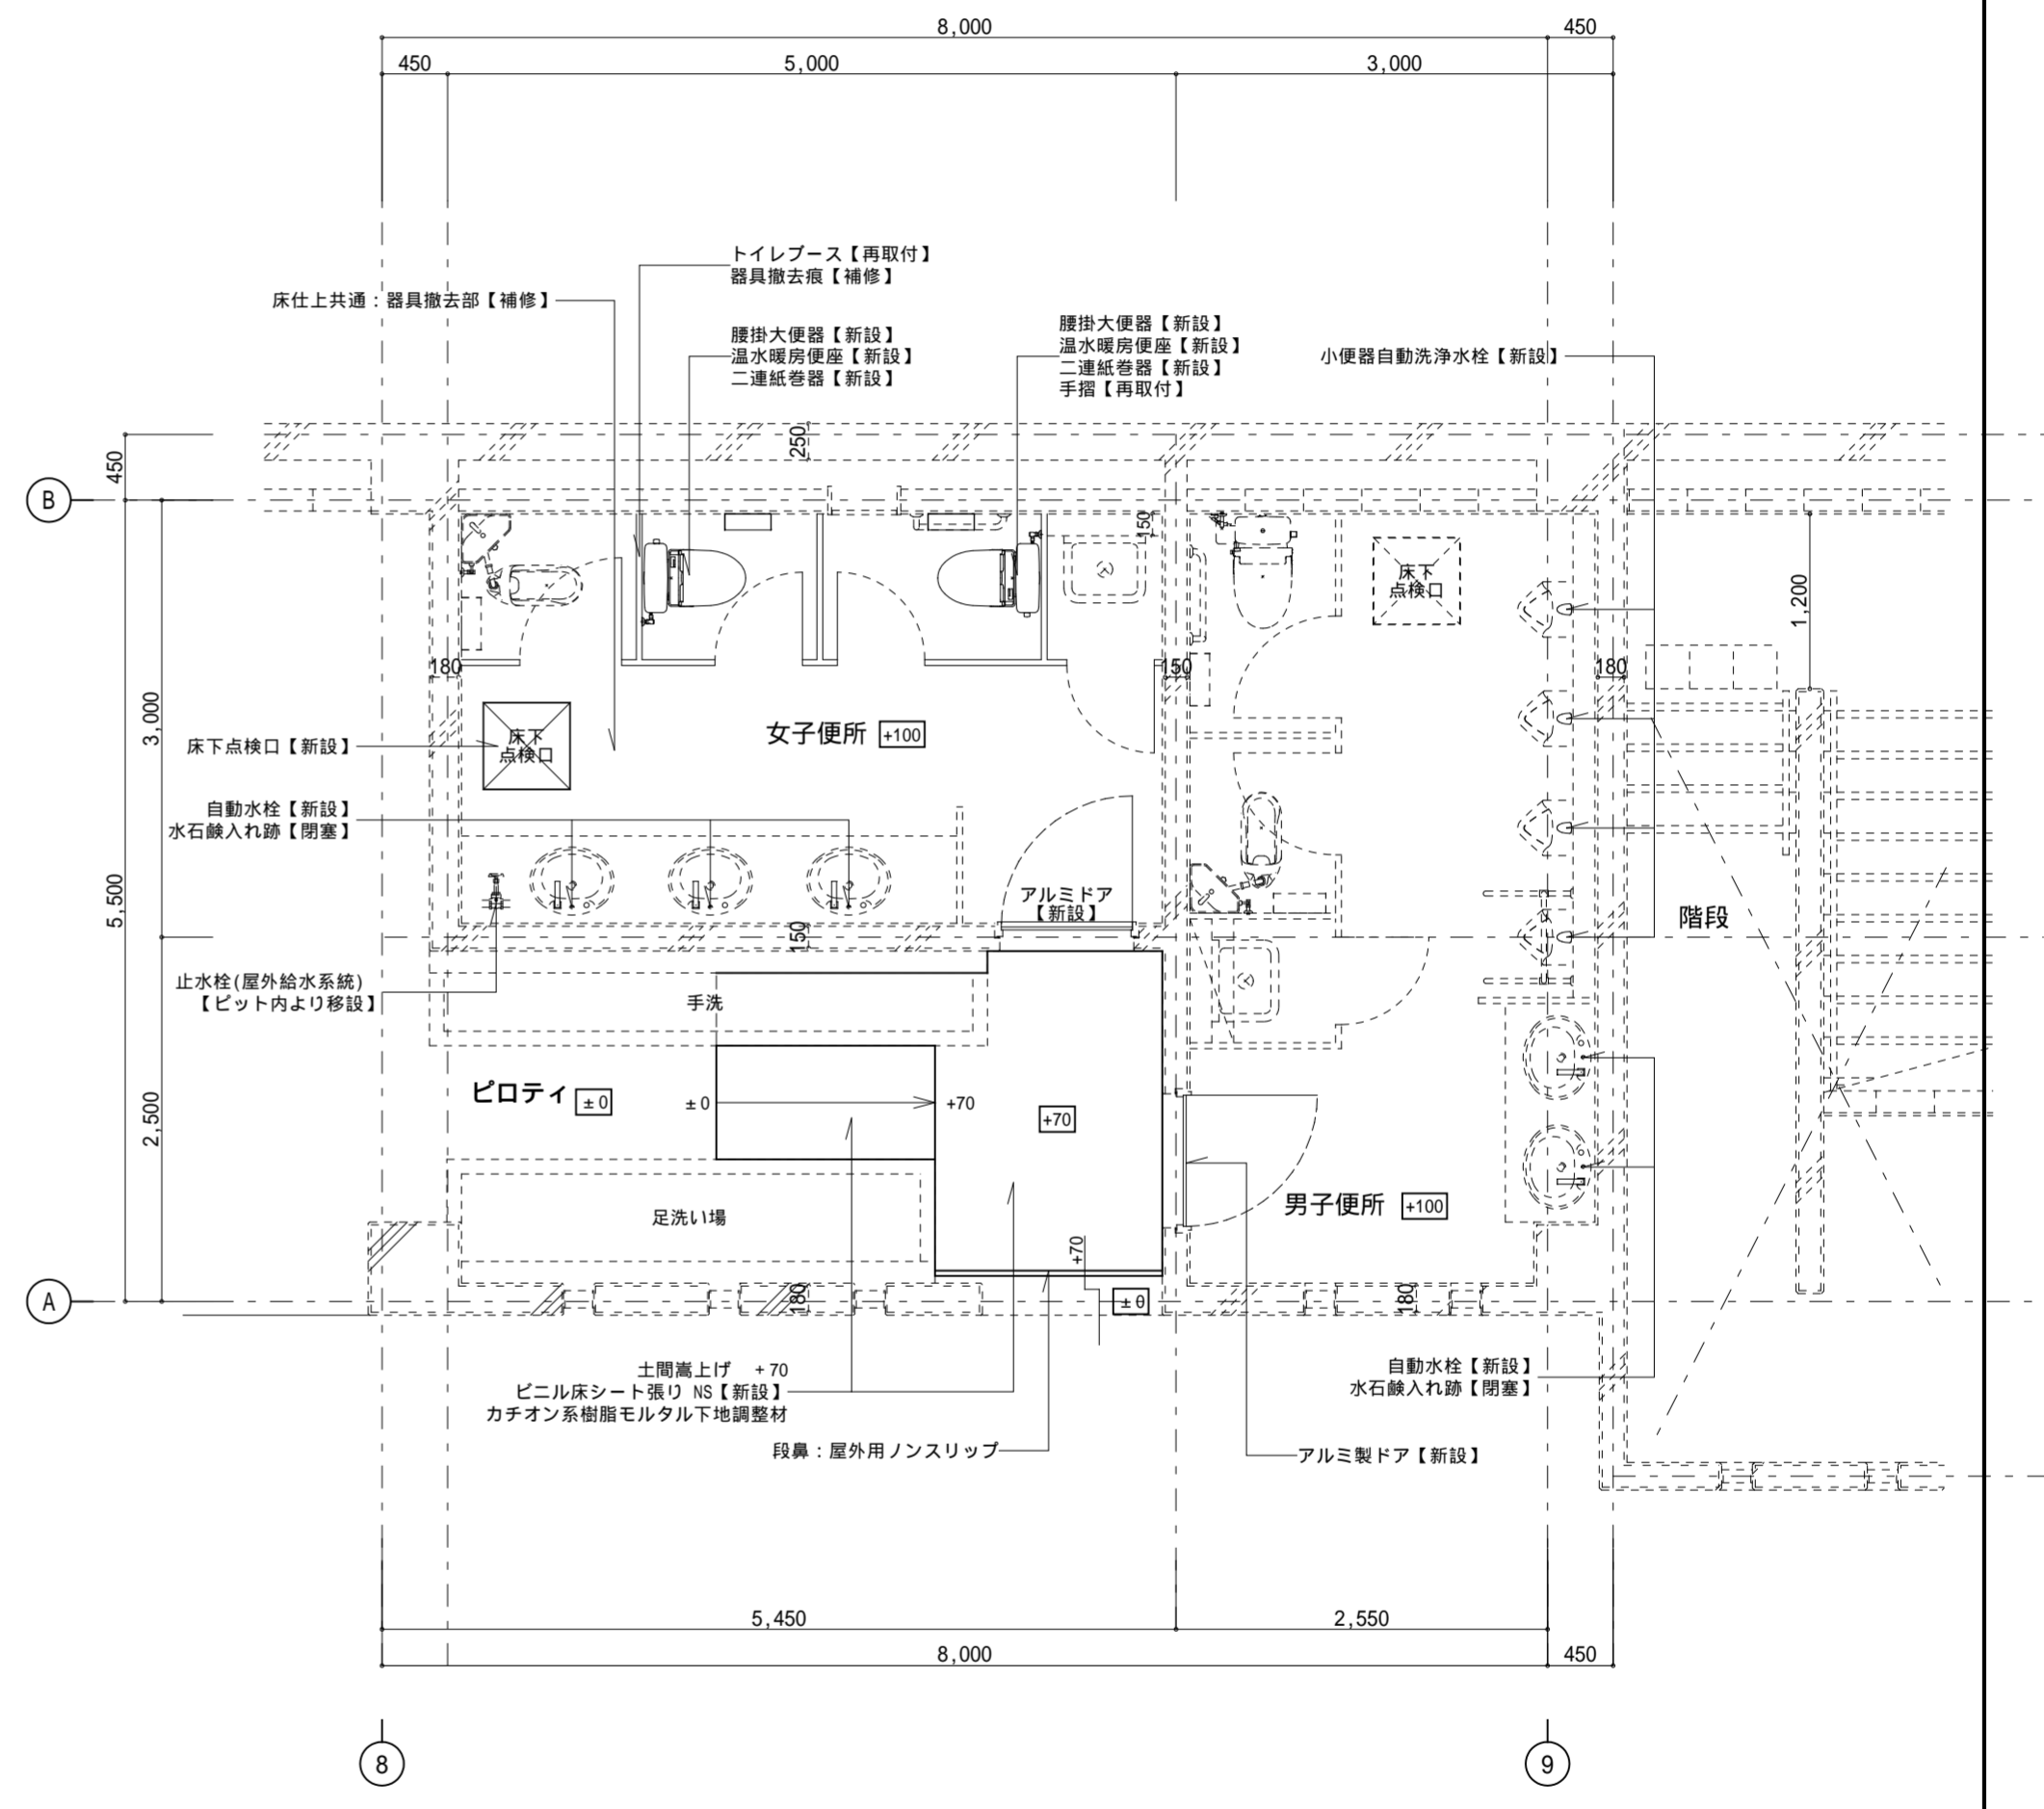 8,000
450
450
5,000
3,000
トイレブース【再取付】
器具撤去痕【補修】
床仕上共通：器具撤去部【補修】
腰掛大便器【新設】
温水暖房便座【新設】
二連紙巻器【新設】
腰掛大便器【新設】
温水暖房便座【新設】
二連紙巻器【新設】
手摺【再取付】
小便器自動洗浄水栓【新設】
450
250
B
150
床下
点検口
1,200
180
150
180
3,000
床下点検口【新設】
床下
点検口
女子便所
+100
自動水栓【新設】
水石鹸入れ跡【閉塞】
5,500
アルミドア
【新設】
150
階段
止水栓(屋外給水系統)
【ピット内より移設】
手洗
2,500
ピロティ
±0
±0
+70
+70
足洗い場
男子便所
+100
+70
A
180
±0
180
土間嵩上げ +70
ビニル床シート張り NS【新設】
カチオン系樹脂モルタル下地調整材
自動水栓【新設】
水石鹸入れ跡【閉塞】
段鼻：屋外用ノンスリップ
アルミ製ドア【新設】
5,450
2,550
8,000
450
8
9